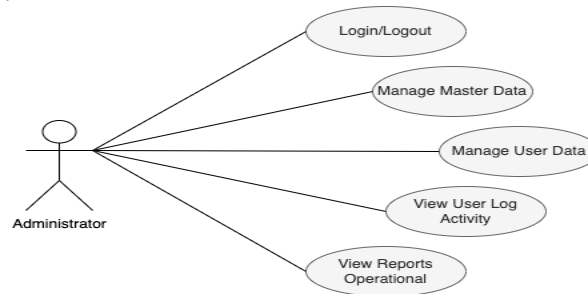 Login/Logout
Manage Master Data
Manage User Data
Administrator
View User Log
Activity
View Reports
Operational